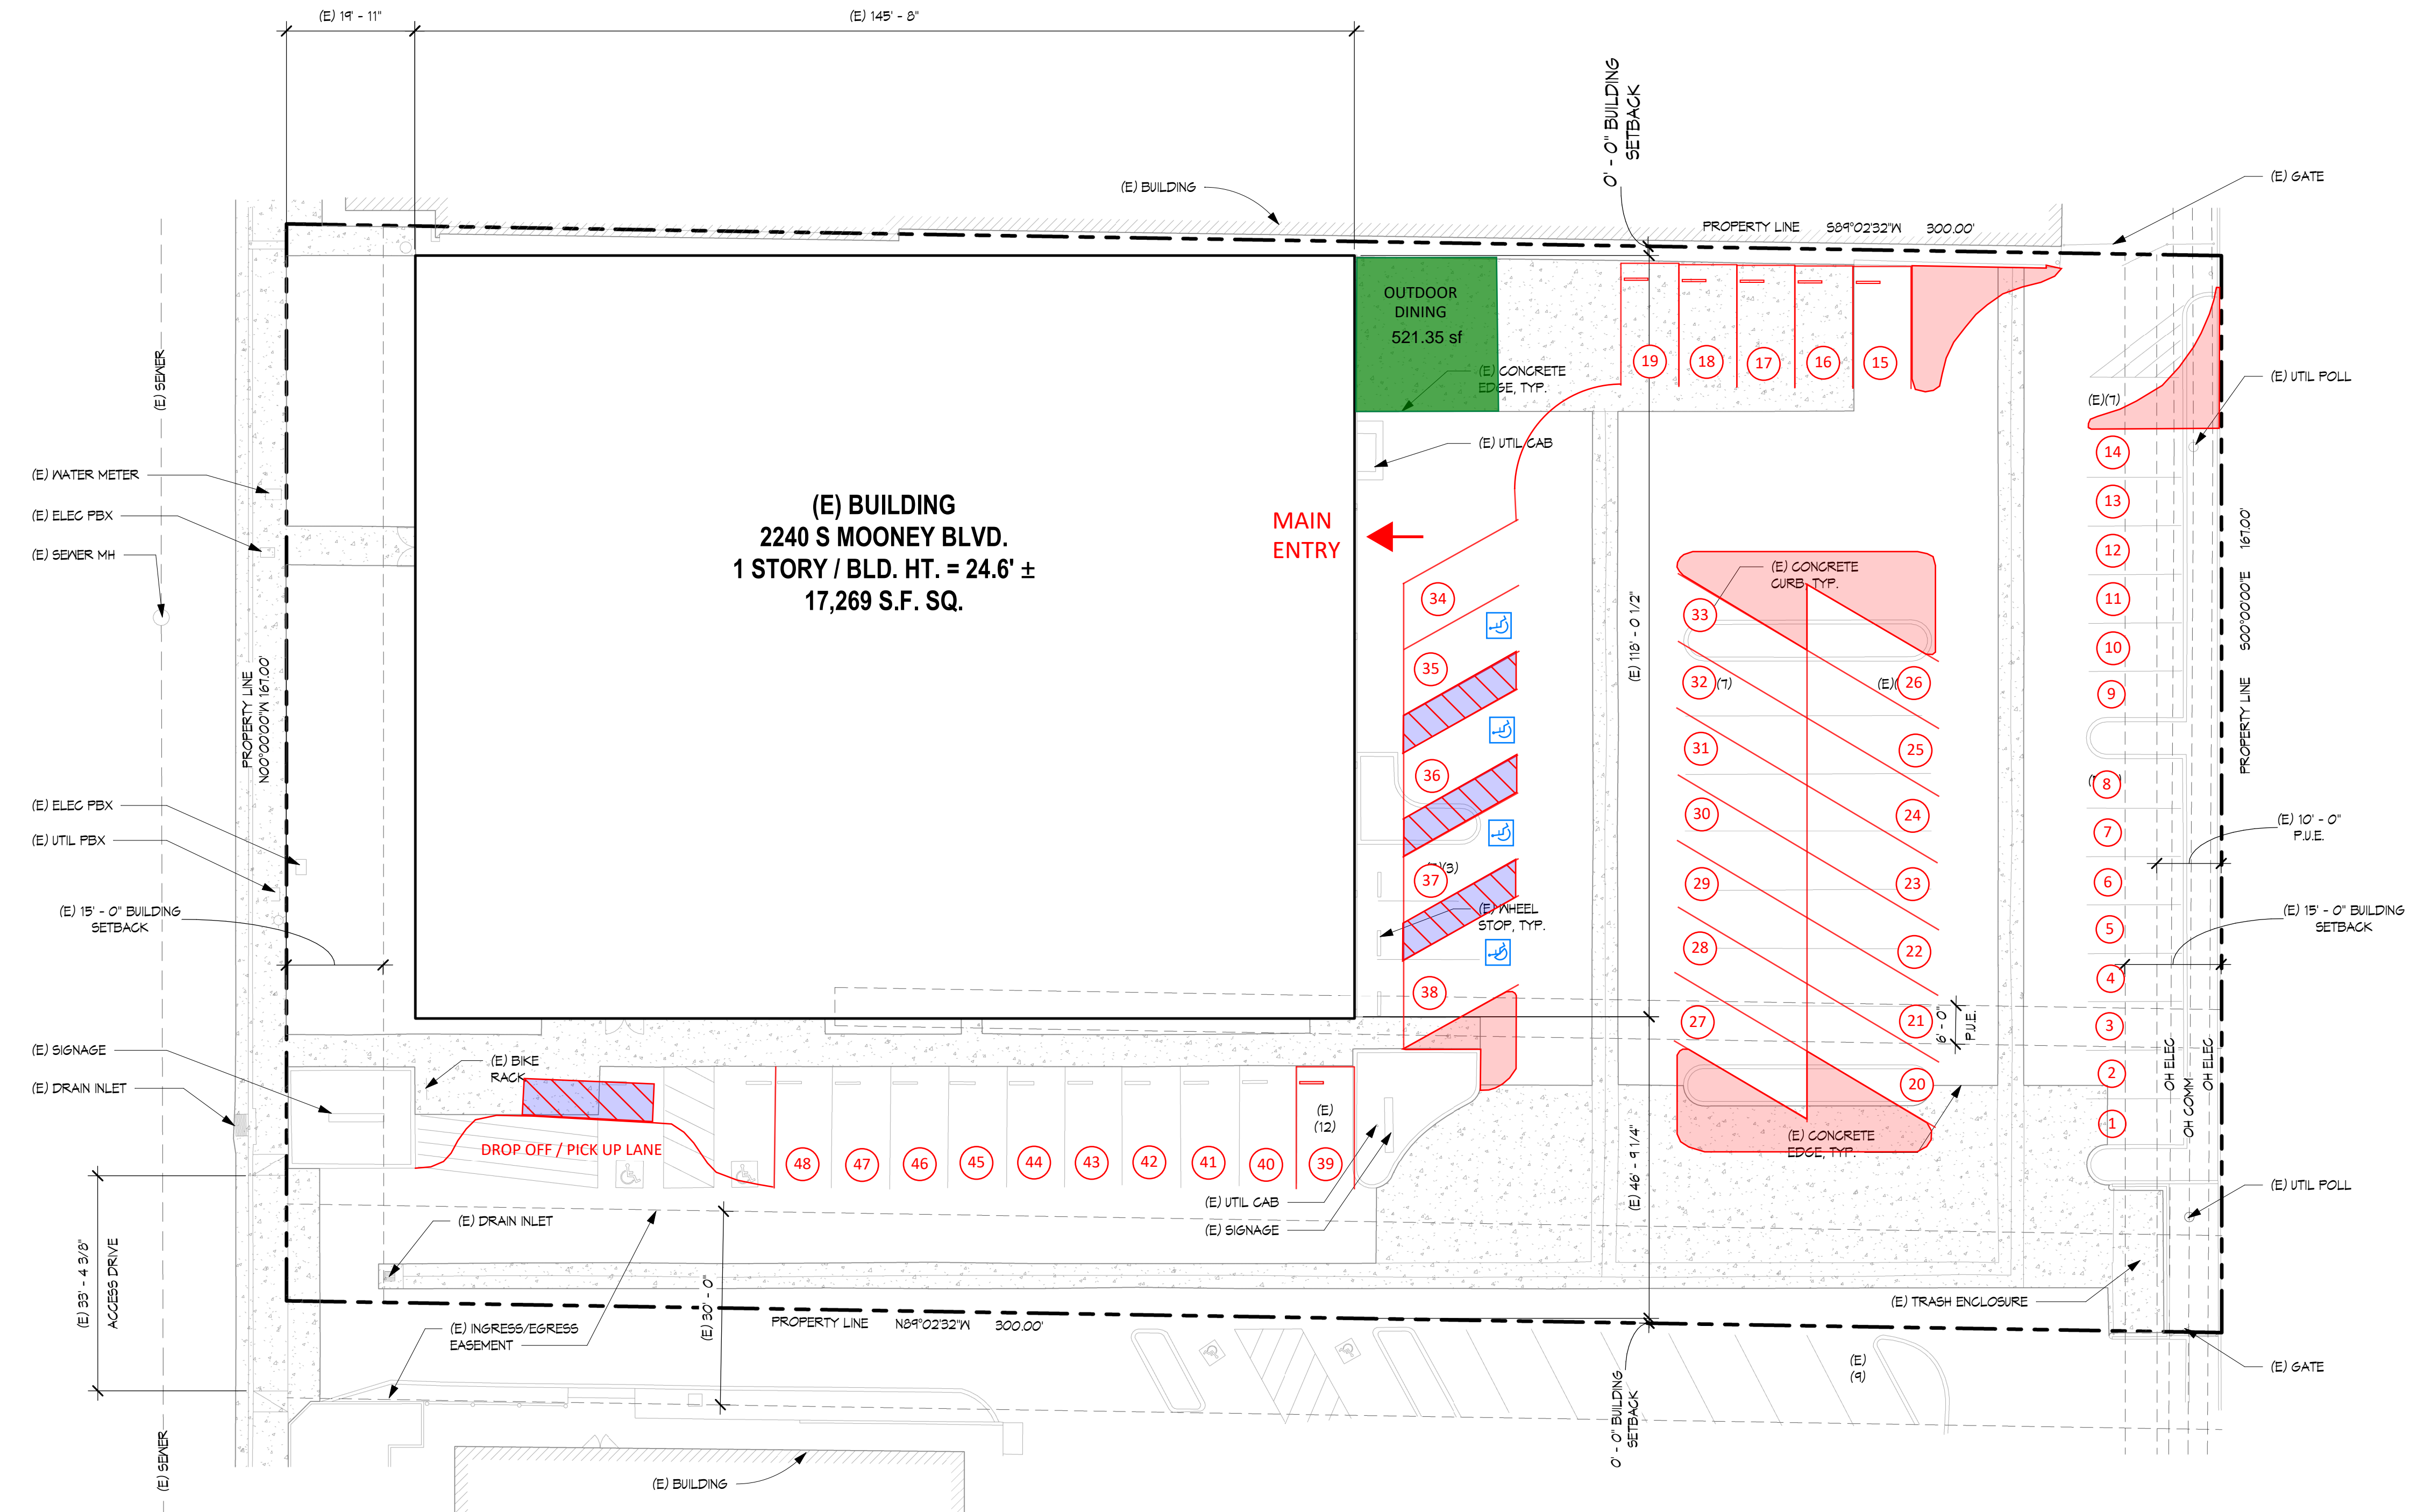 (E) 19' - 11"
(E) 145' - 8"
0' - 0" BUILDING
SETBACK
(E) BUILDING
(E) GATE
PROPERTY LINE S89°02'32"W 300.00'
OUTDOOR
DINING
521.35 sf
(E) SEWER
19
18
17
16
15
(E) CONCRETE
EDGE, TYP.
(E) UTIL POLL
(E)(7)
(E) UTIL CAB
14
(E) WATER METER
(E) ELEC PBX
(E) SEWER MH
(E) BUILDING
2240 S MOONEY BLVD.
1 STORY / BLD. HT. = 24.6' ±
17,269 S.F. SQ.
MAIN
ENTRY
13
12
11
10
9
PROPERTY LINE S00°00'00"E 167.00'
(E) CONCRETE
CURB, TYP.
34
33
(E) 118' - 0 1/2"
35
32
(7)
(E)(
26
PROPERTY LINE
N00°00'00"W 167.00'
31
25
36
8
30
24
7
(E) ELEC PBX
(E) UTIL PBX
(E) 10' - 0"
P.U.E.
(3)
37
29
23
6
(E) 15' - 0" BUILDING
SETBACK
(E) WHEEL
STOP, TYP.
5
(E) 15' - 0" BUILDING
SETBACK
28
22
38
4
27
21
6' - 0"
P.U.E.
3
(E) SIGNAGE
(E) BIKE
RACK
20
2
OH ELEC
OH COMM
OH ELEC
(E) DRAIN INLET
(E)
(12)
1
DROP OFF / PICK UP LANE
48
47
46
45
44
43
42
41
40
39
(E) CONCRETE
EDGE, TYP.
(E) 46' - 9 1/4"
(E) UTIL CAB
(E) SIGNAGE
(E) UTIL POLL
(E) DRAIN INLET
(E) 33' - 4 3/8"
ACCESS DRIVE
(E) 30' - 0"
(E) TRASH ENCLOSURE
PROPERTY LINE N89°02'32"W 300.00'
(E) INGRESS/EGRESS
EASEMENT
(E)
(9)
(E) GATE
0' - 0" BUILDING
SETBACK
(E) SEWER
(E) BUILDING